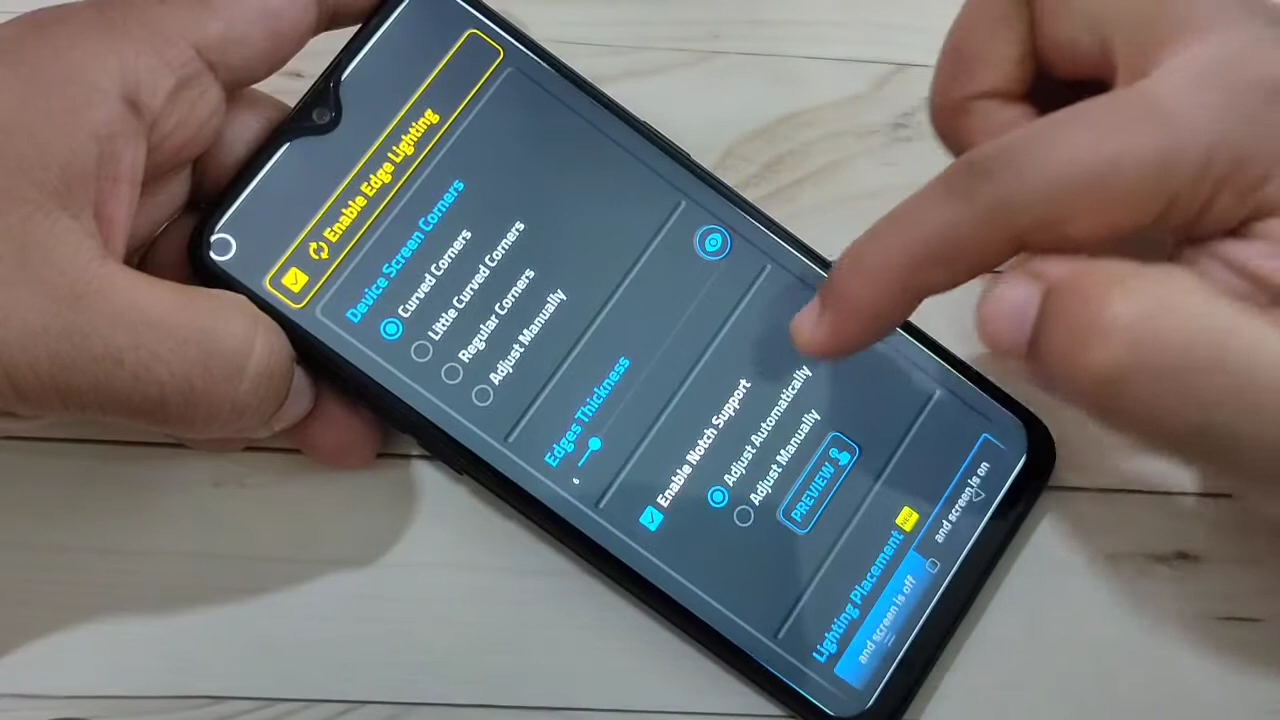 Enable Edge Lighting
Device Screen Corners
Curved Corners
Little Curved Corners
Regular Corners
Adjust Manually
Edges Thickness
6
Enable Notch Support
Adjust Automatically
Adjust Manually
PREVIEW
Lighting Placement NEW
and screen is off
and screen is on